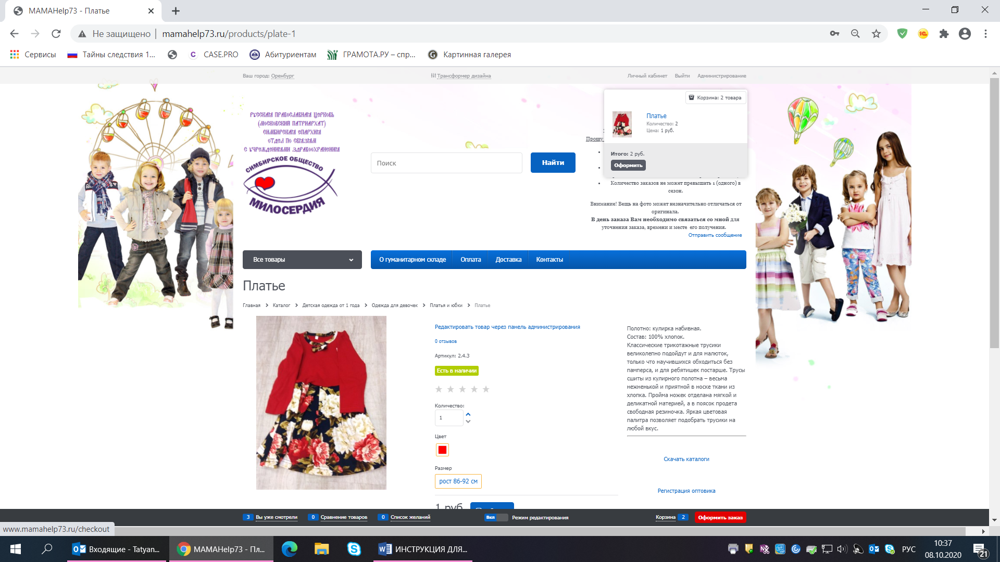 MAMAHelp73 - Платье
Не защищено
mamahelp73.ru/products/plate-1
Сервисы
Тайны следствия 1...
CASE.PRO
Абитуриентам
ГРАМОТА.РУ – спр...
Картинная галерея
Ваш город: Оренбург
Трансформер дизайна
Личный кабинет
Выйти
Администрирование
Корзина: 2 товара
Платье
Количество: 2
Цена: 1 руб.
Итого: 2 руб.
Оформить
РУССКАЯ ПРАВОСЛАВНАЯ ЦЕРКОВЬ
(МОСКОВСКИЙ ПАТРИАРХАТ)
СИМБИРСКАЯ ЕПАРХИЯ
ОТДЕЛ ПО СВЯЗЯМ
С УЧРЕЖДЕНИЯМИ ЗДРАВООХРАНЕНИЯ
СИМБИРСКОЕ ОБЩЕСТВО
МИЛОСЕРДИЯ
Поиск
Найти
Прошу
Количество заказов не может превышать 1 (одного) в
сезон.
Внимание! Вещь на фото может незначительно отличаться от
оригинала.
В день заказа Вам необходимо связаться со мной для
уточнения заказа, времени и месте его получения.
Отправить сообщение
Все товары
О гуманитарном складе
Оплата
Доставка
Контакты
Платье
Главная > Каталог > Детская одежда от 1 года > Одежда для девочек > Платья и юбки > Платье
Редактировать товар через панель администрирования
0 отзывов
Артикул: 2.4.3
Есть в наличии
Количество:
1
Цвет
Размер
рост 86-92 см
1 руб
Полотно: кулирка набивная.
Состав: 100% хлопок.
Классические трикотажные трусики
великолепно подойдут и для малюток,
только что научившихся обходиться без
памперса, и для ребятишек постарше. Трусы
сшиты из кулирного полотна – весьма
нежненькой и приятной в носке ткани из
хлопка. Пройма ножек отделана мягкой и
деликатной материей, а в поясок продета
свободная резиночка. Яркая цветовая
палитра позволяет подобрать трусики на
любой вкус.
Скачать каталоги
Регистрация оптовика
3 Вы уже смотрели
0 Сравнение товаров
0 Список желаний
Вкл Режим редактирования
Корзина 2
Оформить заказ
www.mamahelp73.ru/checkout
Входящие - Tatyan...
MAMAHelp73 - Пл...
ИНСТРУКЦИЯ ДЛЯ...
РУС
10:37
08.10.2020
21